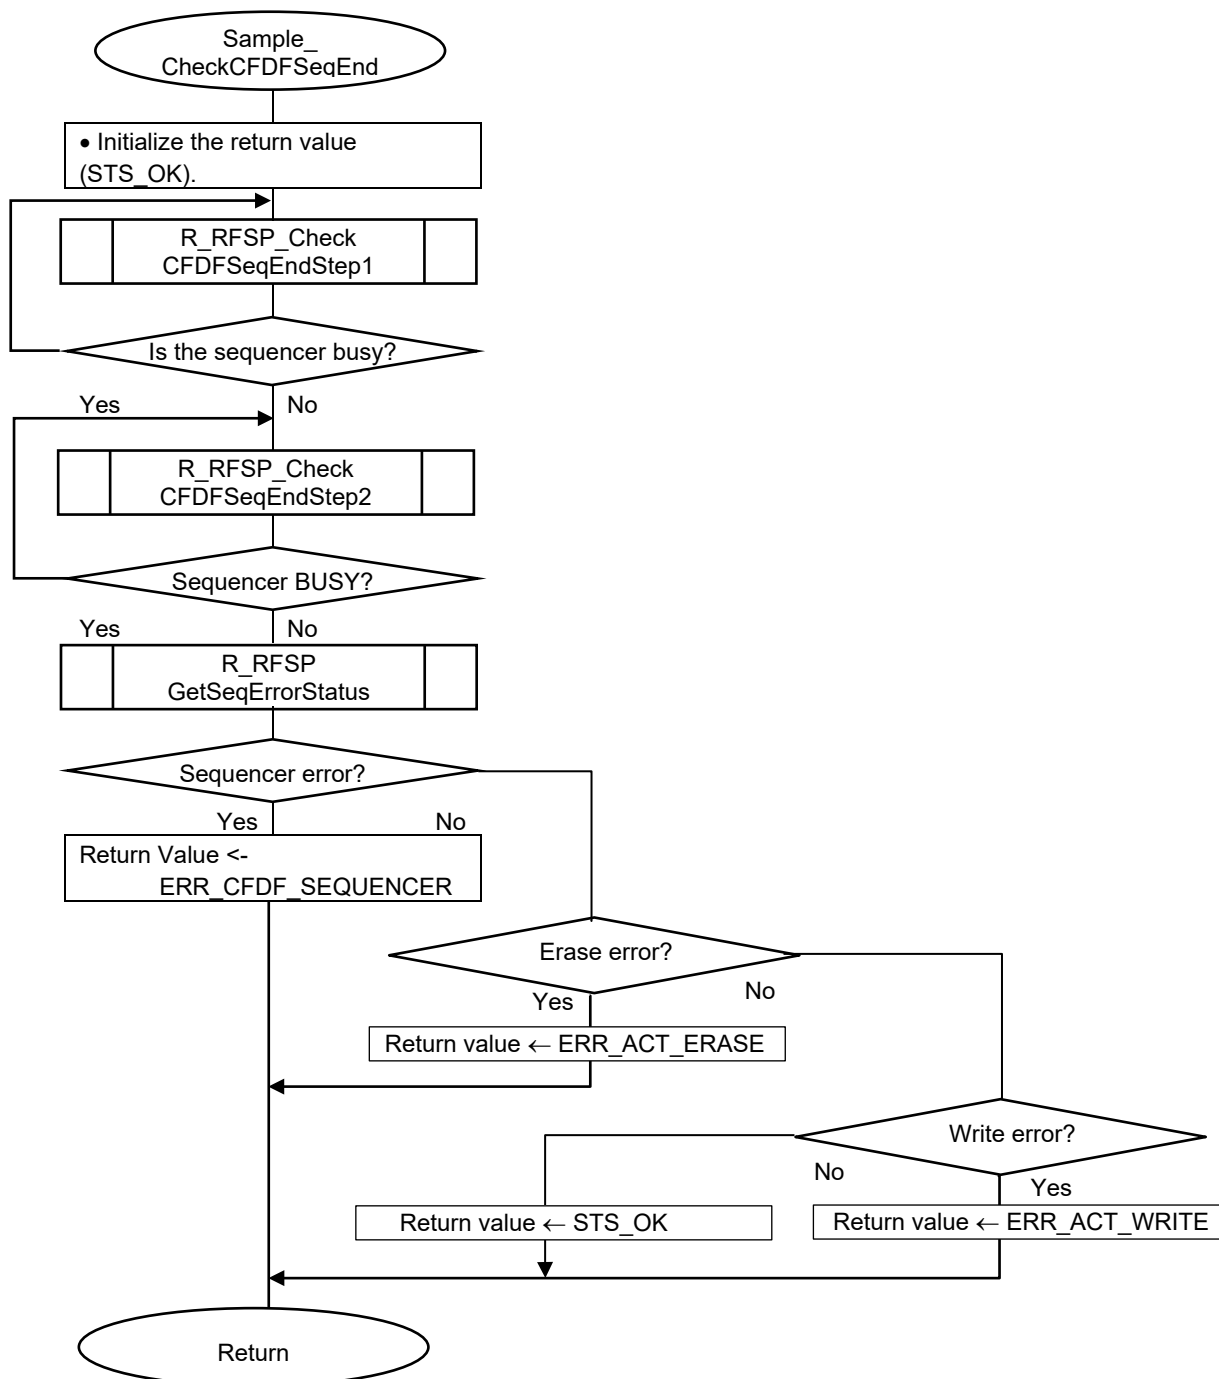 Sample_
CheckCFDFSeqEnd
• Initialize the return value
(STS_OK).
R_RFSP_Check
CFDFSeqEndStep1
Is the sequencer busy?
Yes No
R_RFSP_Check
CFDFSeqEndStep2
Sequencer BUSY?
Yes No
R_RFSP
GetSeqErrorStatus
Sequencer error?
Yes No
Return Value <-
ERR_CFDF_SEQUENCER
Erase error?
Yes No
Return value ← ERR_ACT_ERASE
Write error?
No Yes
Return value ← STS_OK
Return value ← ERR_ACT_WRITE
Return